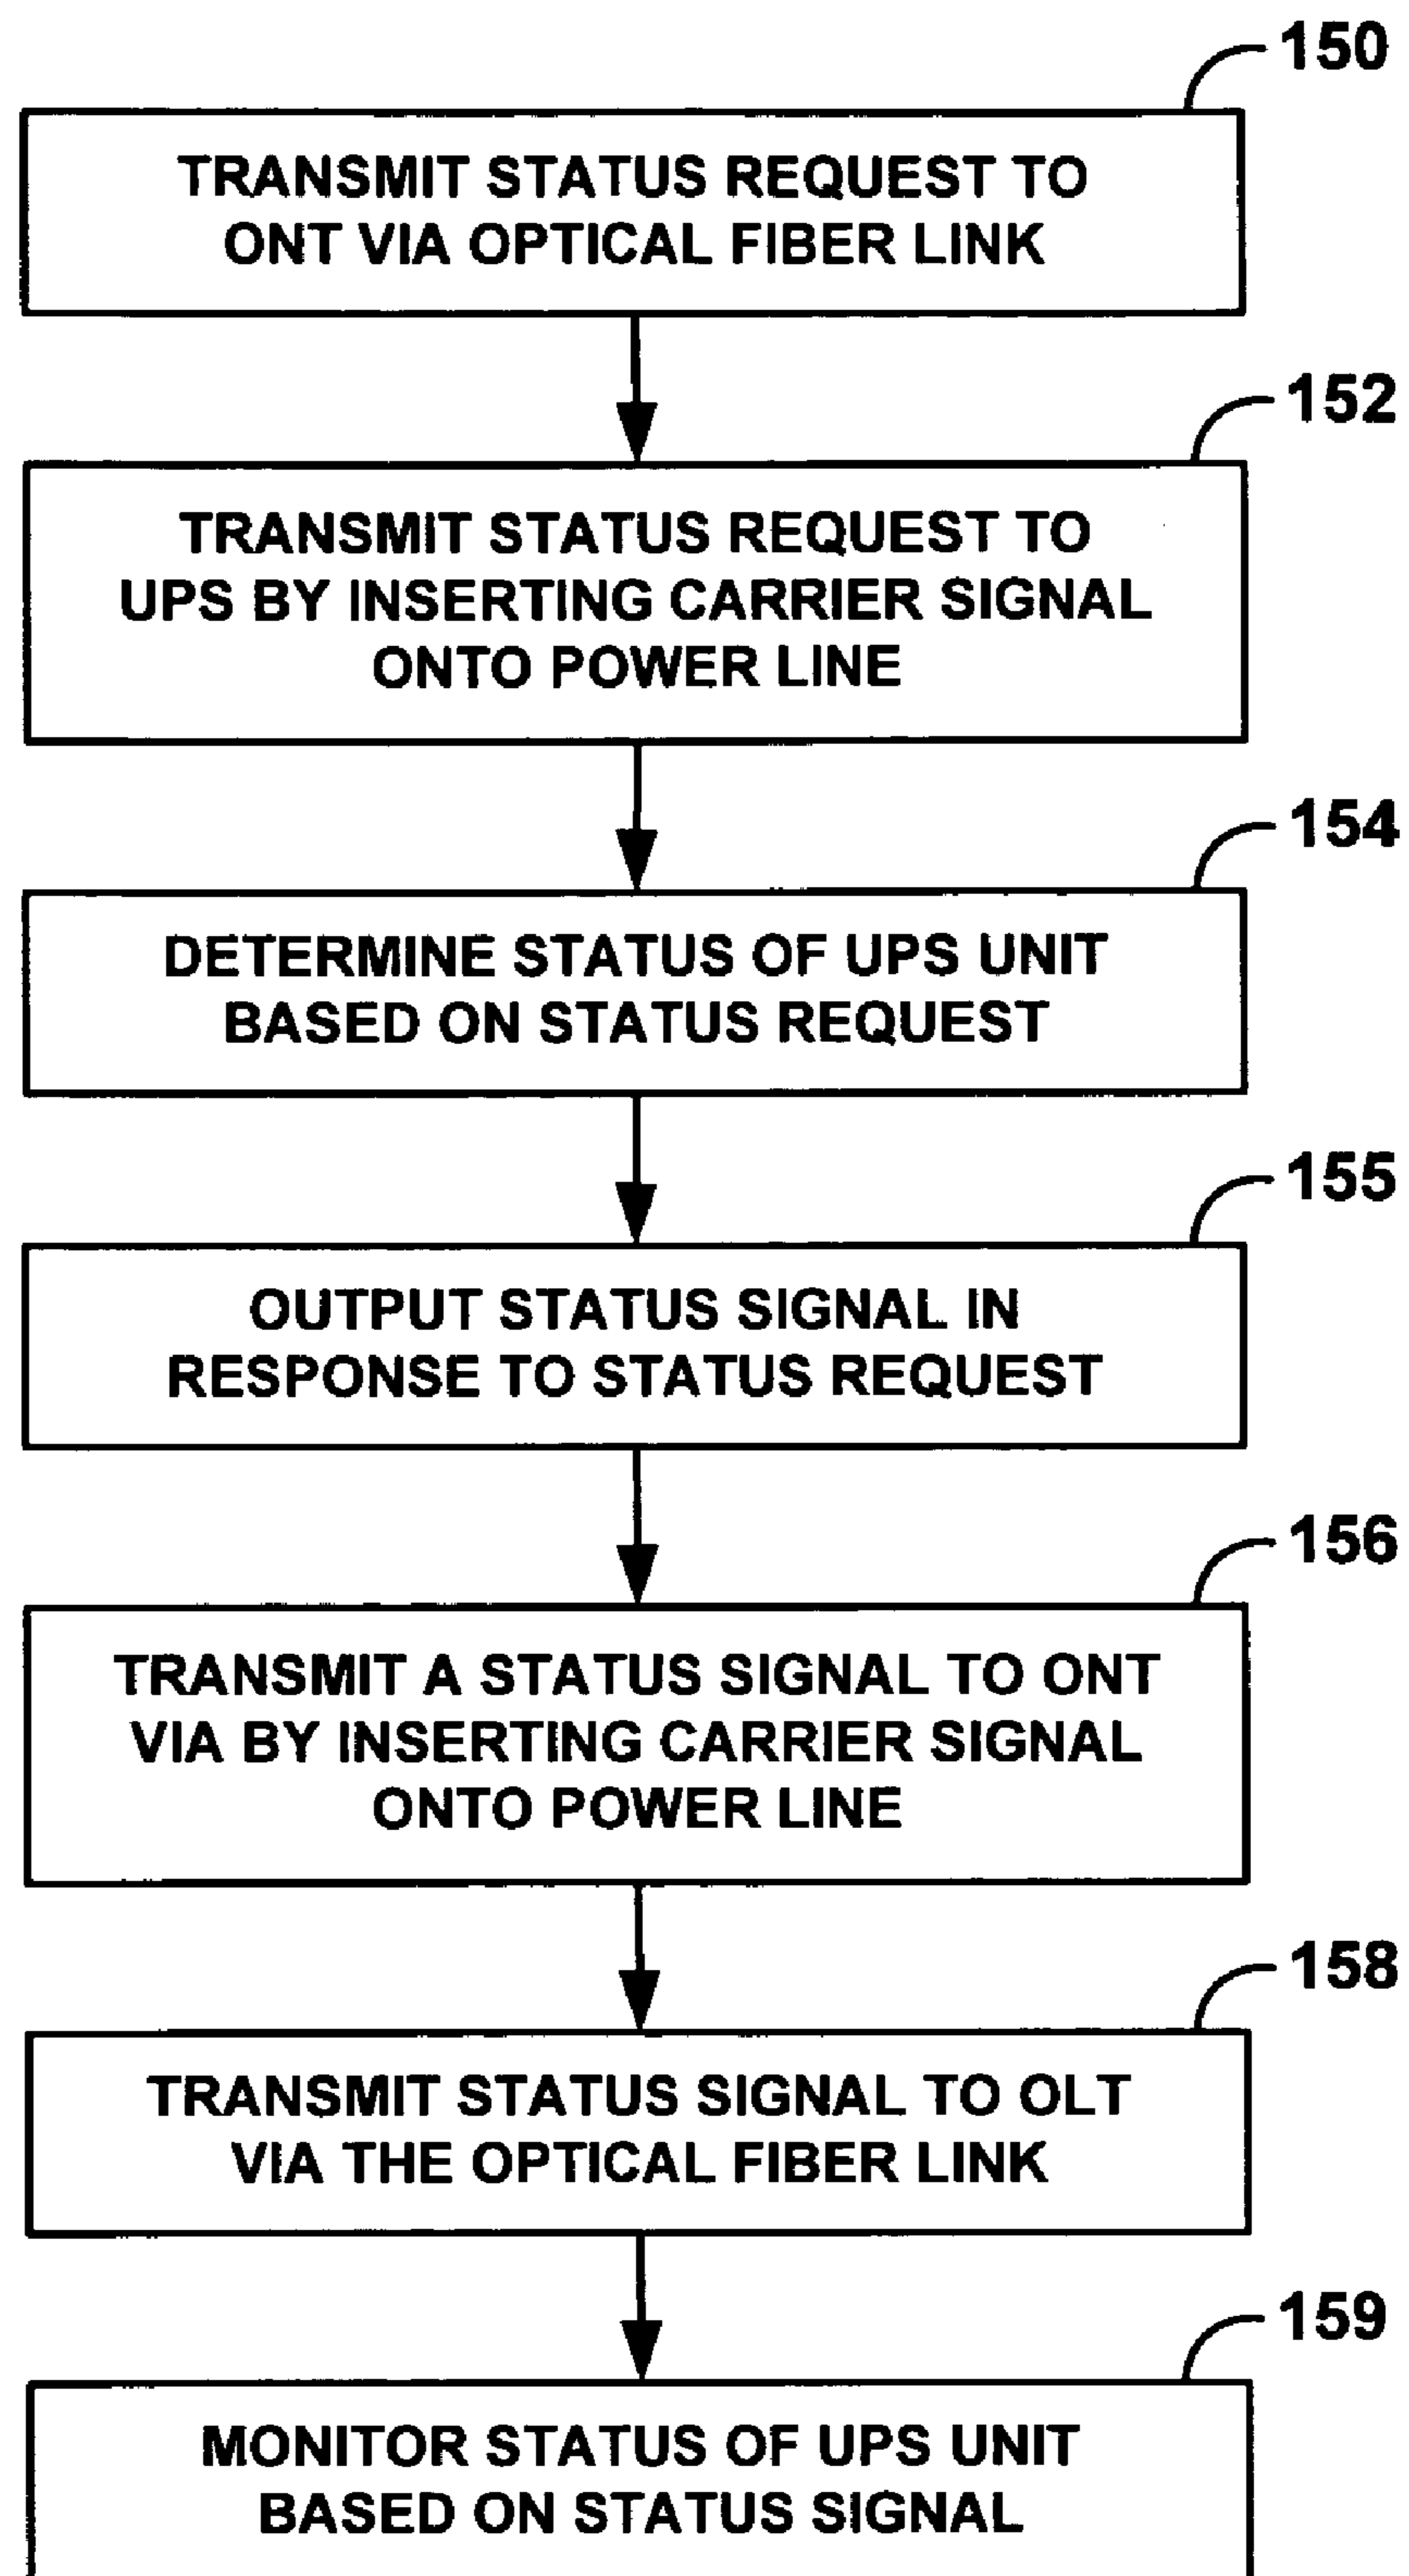 150
TRANSMIT STATUS REQUEST TO
ONT VIA OPTICAL FIBER LINK
152
TRANSMIT STATUS REQUEST TO
UPS BY INSERTING CARRIER SIGNAL
ONTO POWER LINE
154
DETERMINE STATUS OF UPS UNIT
BASED ON STATUS REQUEST
155
OUTPUT STATUS SIGNAL IN
RESPONSE TO STATUS REQUEST
156
TRANSMIT A STATUS SIGNAL TO ONT
VIA BY INSERTING CARRIER SIGNAL
ONTO POWER LINE
158
TRANSMIT STATUS SIGNAL TO OLT
VIA THE OPTICAL FIBER LINK
159
MONITOR STATUS OF UPS UNIT
BASED ON STATUS SIGNAL